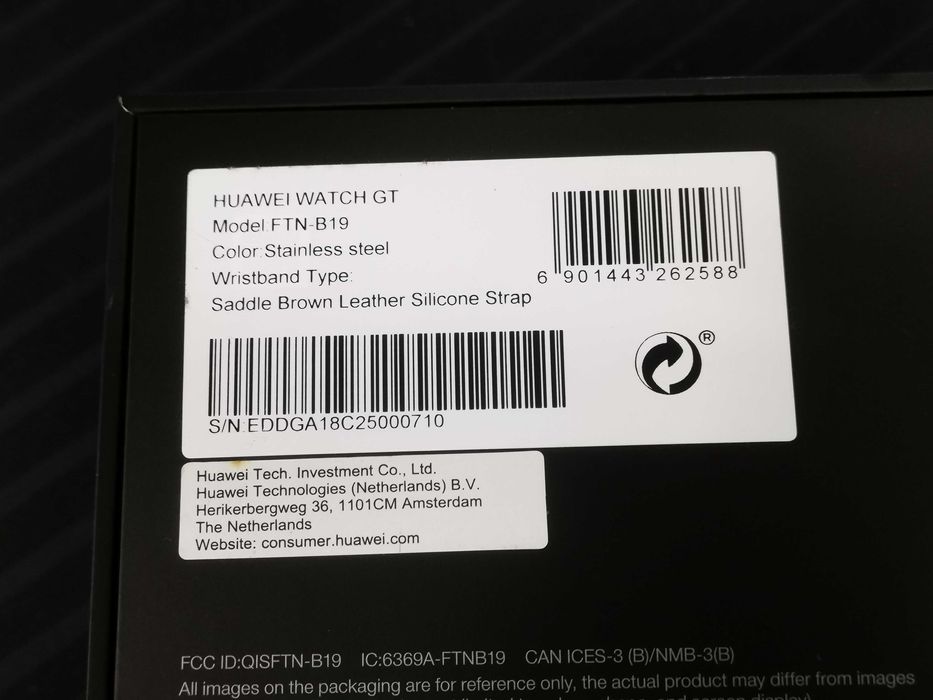 HUAWEI WATCH GT
Model:FTN-B19
Color:Stainless steel
Wristband Type:
Saddle Brown Leather Silicone Strap
6 901443 262588
®
S/N:EDDGA18C25000710
Huawei Tech. Investment Co., Ltd.
Huawei Technologies (Netherlands) B.V.
Herikerbergweg 36, 1101CM Amsterdam
The Netherlands
Website: consumer.huawei.com
FCC ID:QISFTN-B19 IC:6369A-FTNB19 CAN ICES-3 (B)/NMB-3(B)
All images on the packaging are for reference only, the actual product may differ from images